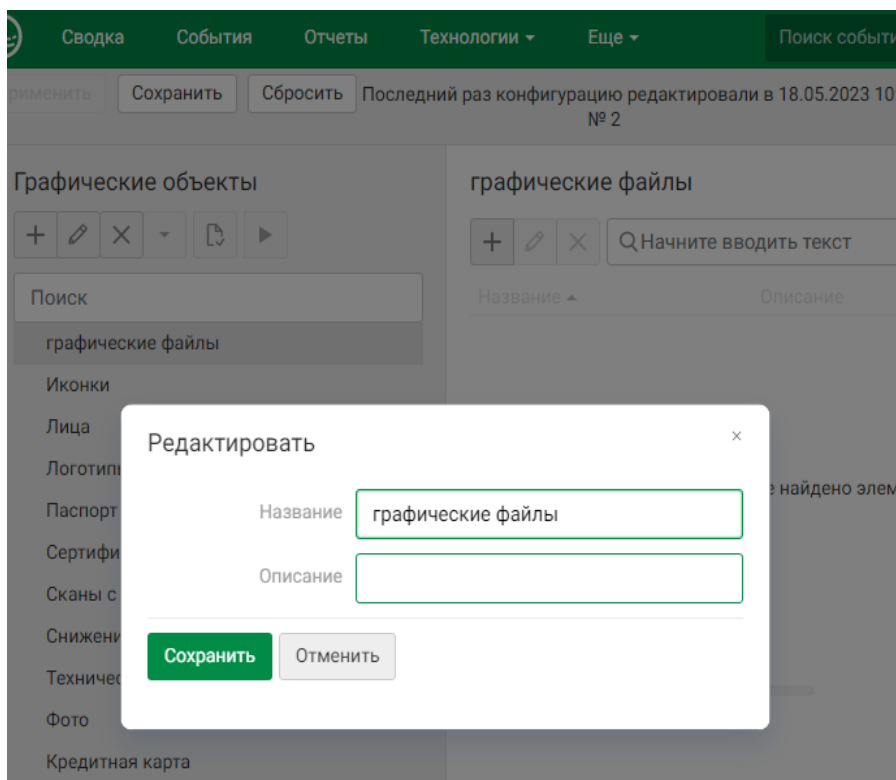 Сводка События Отчеты Технологии Еще Поиск событи
рименить Сохранить Сбросить Последний раз конфигурацию редактировали в 18.05.2023 10
№ 2
Графические объекты
графические файлы
Начните вводить текст
Поиск
Название Описание
графические файлы
Иконки
Лица
Логотип
Паспорт
Сертифи
Сканы с
Снижени
Техничес
Фото
Кредитная карта
е найдено элем
Редактировать
Название графические файлы
Описание
Сохранить Отменить